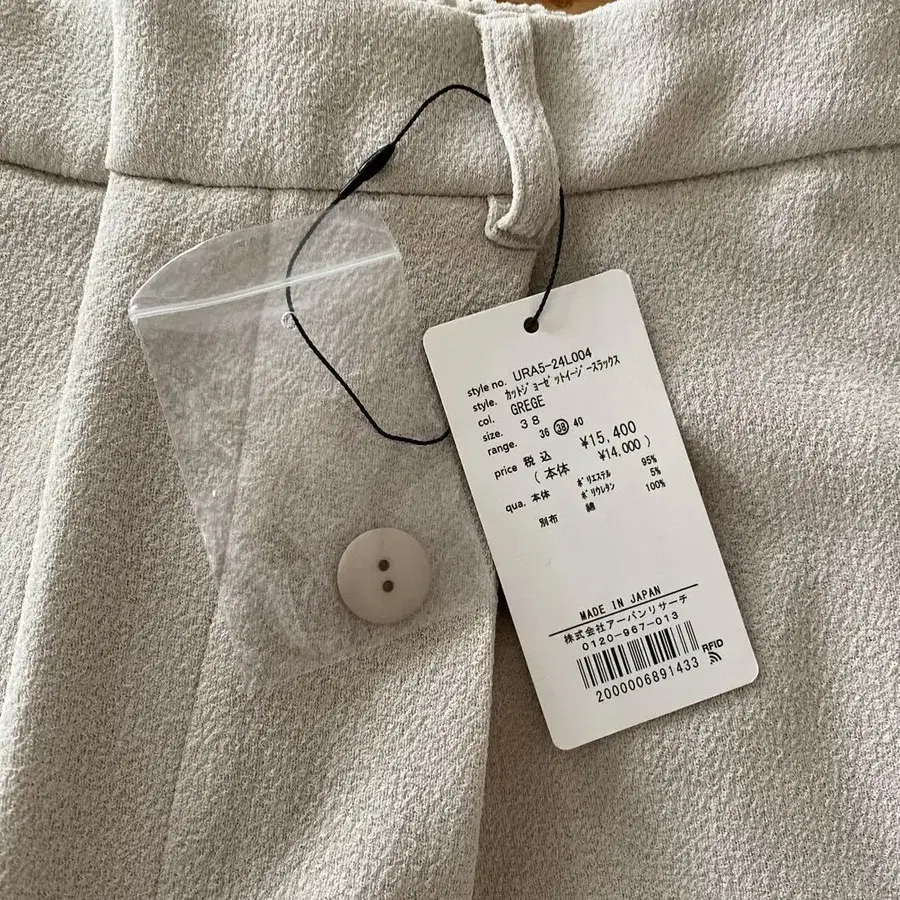 style no. URA5-24L004
style. ｶｯﾄｼﾞｮｰｾﾞｯﾄｲｰｼﾞｰｽﾗｯｸｽ
col. GREGE
size. 38
range. 36 38 40
price 税込 ¥15,400
(本体 ¥14,000)
qua. 本体 ﾎﾟﾘｴｽﾃﾙ 95%
ﾎﾟﾘｳﾚﾀﾝ 5%
別布 綿 100%
MADE IN JAPAN
株式会社アーバンリサーチ
0120-967-013
RFID
2000006891433